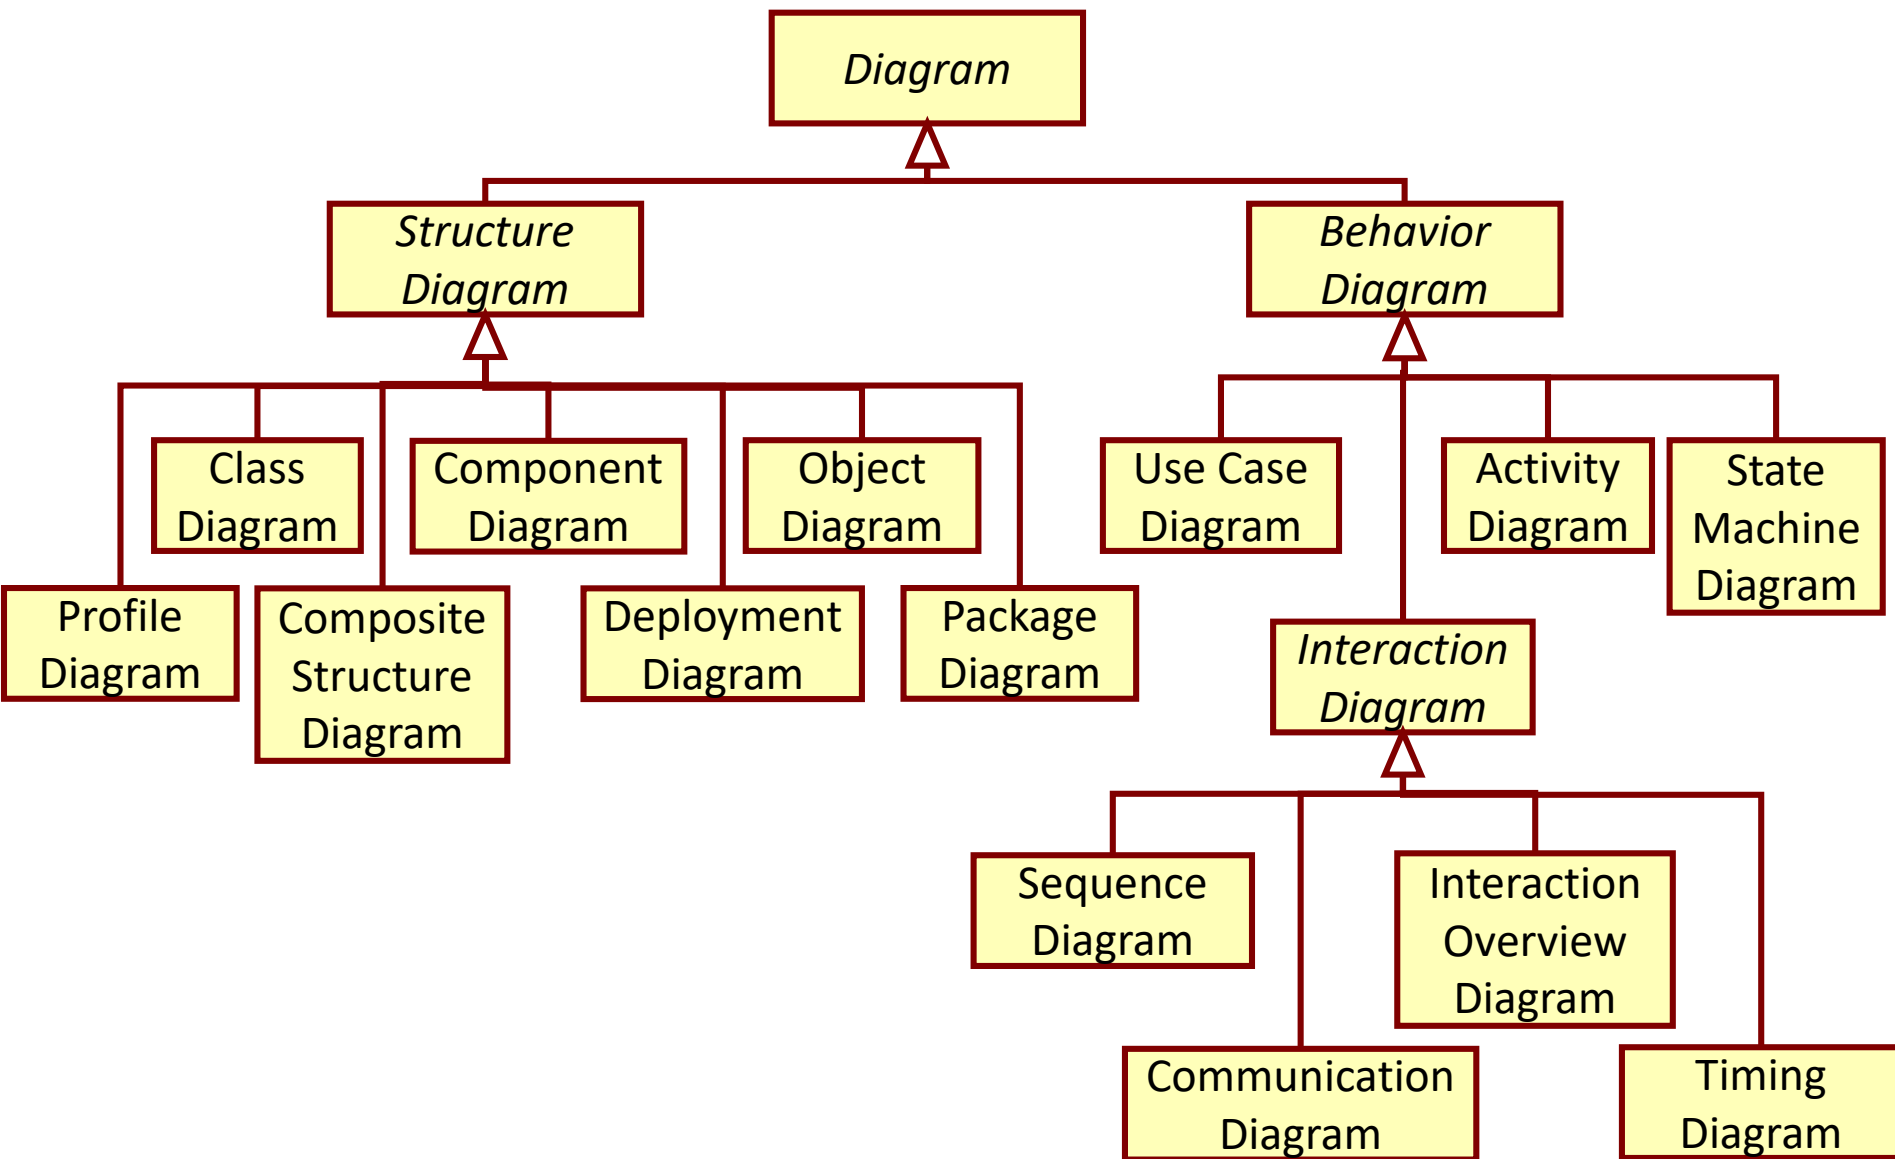 Diagram
Structure
Diagram
Behavior
Diagram
Class
Diagram
Component
Diagram
Object
Diagram
Use Case
Diagram
Activity
Diagram
State
Machine
Diagram
Profile
Diagram
Composite
Structure
Diagram
Deployment
Diagram
Package
Diagram
Interaction
Diagram
Sequence
Diagram
Interaction
Overview
Diagram
Communication
Diagram
Timing
Diagram